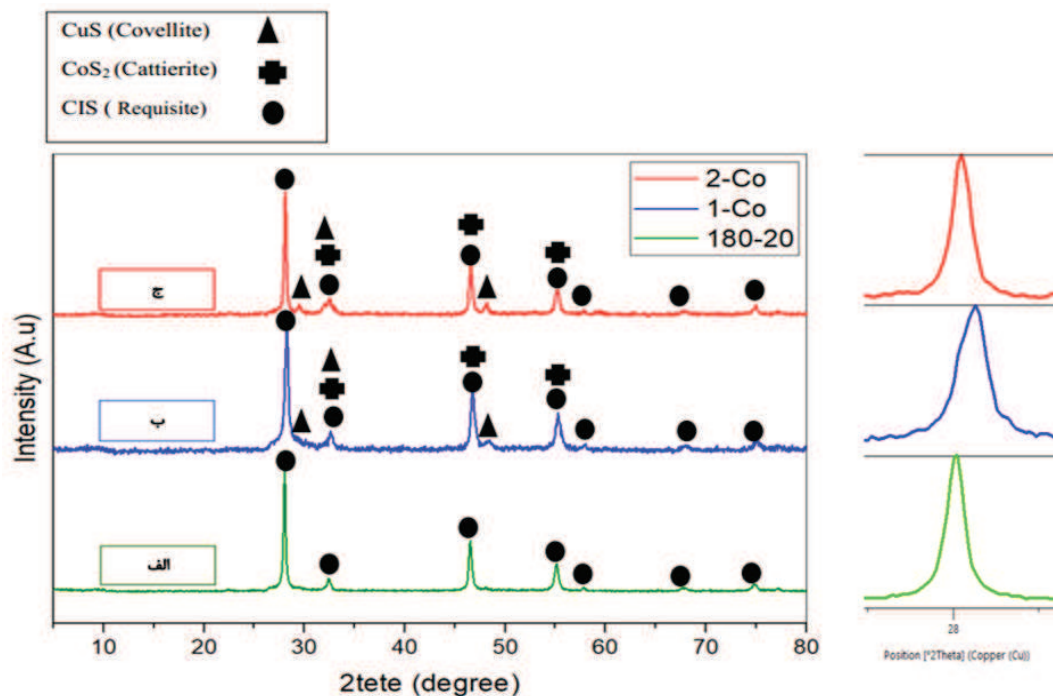 CuS (Covellite)
CoS₂ (Cattierite)
CIS ( Requisite)
2-Co
1-Co
180-20
ج
ب
الف
Intensity (A.u)
10 20 30 40 50 60 70 80
2tete (degree)
28
Position [°2Theta] (Copper (Cu))